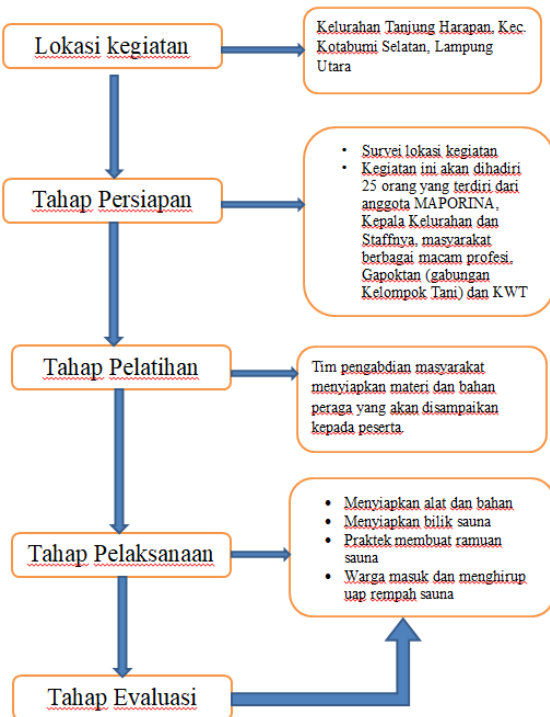 Lokasi kegiatan
Kelurahan Tanjung Harapan, Kec.
Kotabumi Selatan, Lampung
Utara
Tahap Persiapan
• Survei lokasi kegiatan
• Kegiatan ini akan dihadiri
25 orang yang terdiri dari
anggota MAPORINA,
Kepala Kelurahan dan
Staffnya, masyarakat
berbagai macam profesi,
Gapoktan (gabungan
Kelompok Tani) dan KWT
Tahap Pelatihan
Tim pengabdian masyarakat
menyiapkan materi dan bahan
peraga yang akan disampaikan
kepada peserta.
Tahap Pelaksanaan
• Menyiapkan alat dan bahan
• Menyiapkan bilik sauna
• Praktek membuat ramuan
sauna
• Warga masuk dan menghirup
uap rempah sauna
Tahap Evaluasi